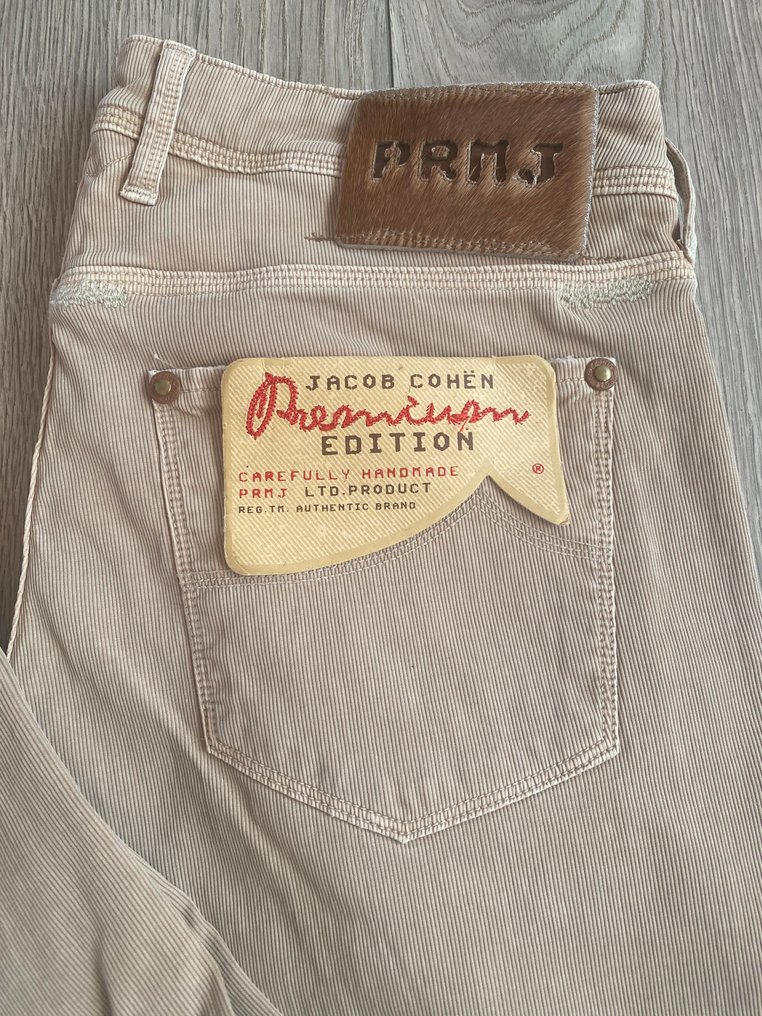 PRMJ
JACOB COHËN
Premium
EDITION
CAREFULLY HANDMADE
PRMJ LTD.PRODUCT
REG.TM. AUTHENTIC BRAND
®